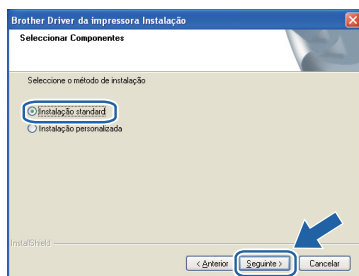 Brother Driver da impressora Instalação
Seleccionar Componentes
Seleccione o método de instalação
Instalação standard
Instalação personalizada
InstallShield
< Anterior Seguinte > Cancelar